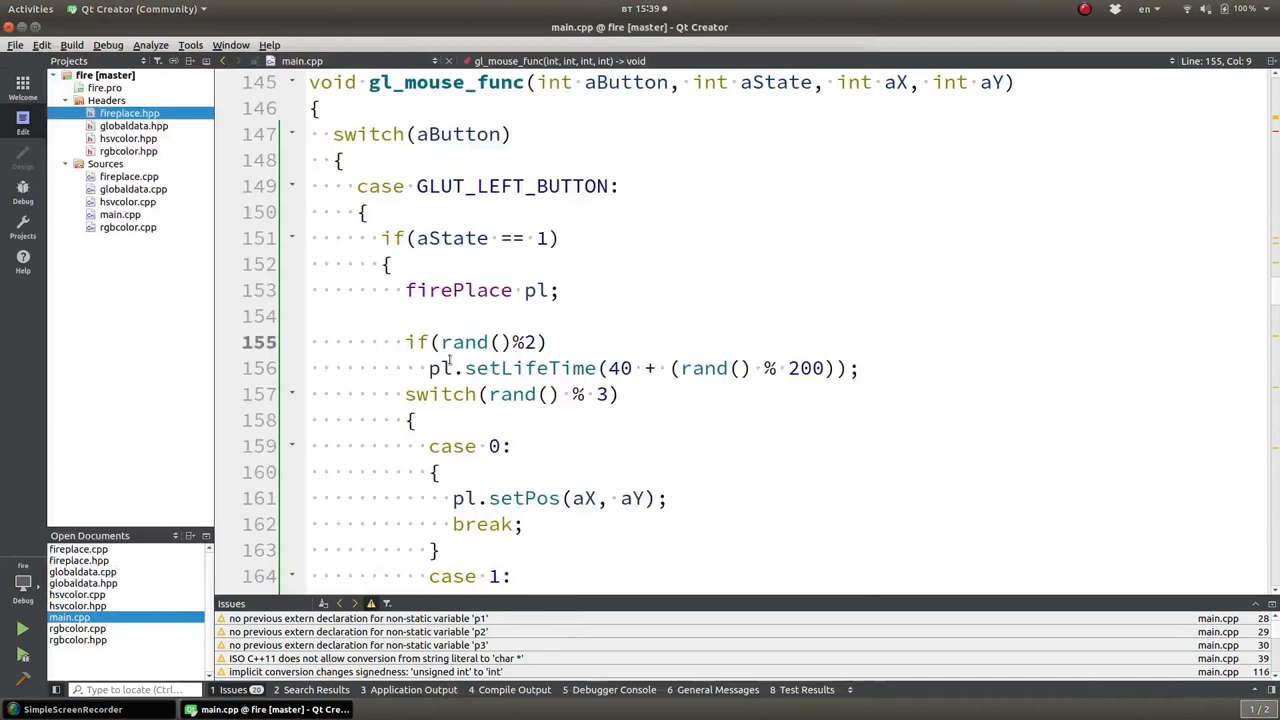 Activities
Qt Creator (Community)
BT 15:39
en
100 %
main.cpp @ fire [master] - Qt Creator
File Edit Build Debug Analyze Tools Window Help
Projects
main.cpp
gl_mouse_func(int, int, int, int) -> void
Line: 155, Col: 9
Welcome
Edit
Design
Debug
Projects
Help
fire [master]
fire.pro
Headers
fireplace.hpp
globaldata.hpp
hsvcolor.hpp
rgbcolor.hpp
Sources
fireplace.cpp
globaldata.cpp
hsvcolor.cpp
main.cpp
rgbcolor.cpp
145 void gl_mouse_func(int aButton, int aState, int aX, int aY)
146 {
147 switch(aButton)
148 {
149 case GLUT_LEFT_BUTTON:
150 {
151 if(aState == 1)
152 {
153 firePlace pl;
154
155 if(rand()%2)
156 pl.setLifeTime(40 + (rand() % 200));
157 switch(rand() % 3)
158 {
159 case 0:
160 {
161 pl.setPos(aX, aY);
162 break;
163 }
164 case 1:
Open Documents
fireplace.cpp
fireplace.hpp
globaldata.cpp
globaldata.hpp
hsvcolor.cpp
hsvcolor.hpp
main.cpp
rgbcolor.cpp
rgbcolor.hpp
fire
Debug
Issues
no previous extern declaration for non-static variable 'p1' main.cpp 28
no previous extern declaration for non-static variable 'p2' main.cpp 29
no previous extern declaration for non-static variable 'p3' main.cpp 30
ISO C++11 does not allow conversion from string literal to 'char *' main.cpp 39
implicit conversion changes signedness: 'unsigned int' to 'int' main.cpp 116
Type to locate (Ctrl...
1 Issues 20
2 Search Results
3 Application Output
4 Compile Output
5 Debugger Console
6 General Messages
8 Test Results
SimpleScreenRecorder
main.cpp @ fire [master] - Qt Cre...
1 / 2